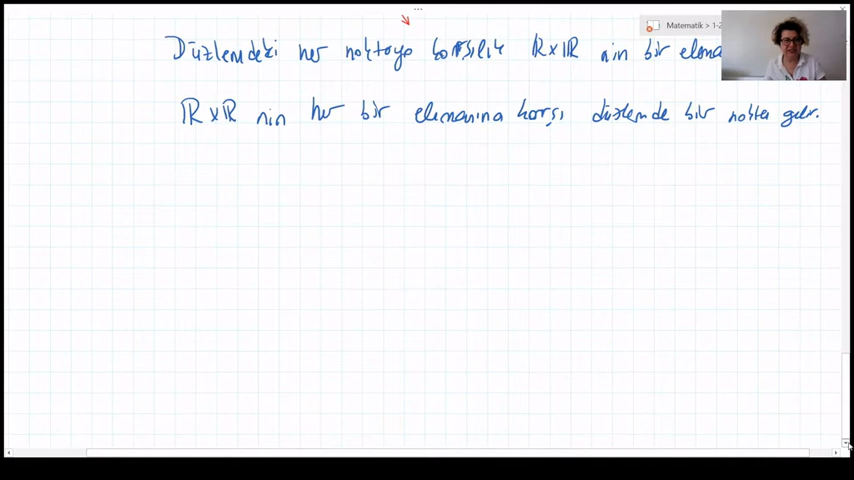 Matematik > 1-2
Düzlemdeki her noktaya karşılık ℝ×ℝ nin bir elema
ℝ×ℝ nin her bir elemanına karşı düzlemde bir nokta gelir.